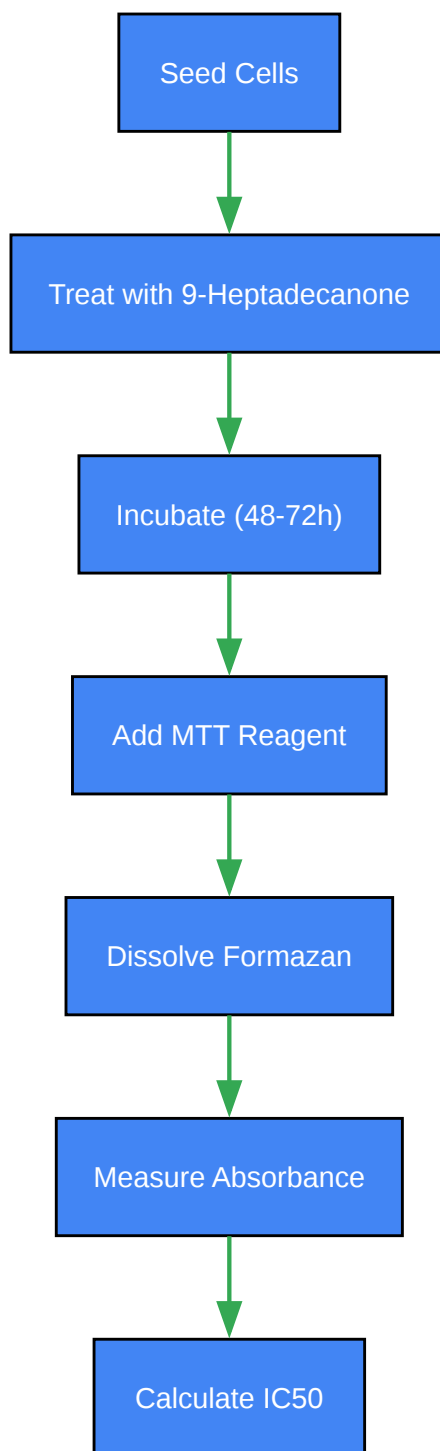 Seed Cells
Treat with 9-Heptadecanone
Incubate (48-72h)
Add MTT Reagent
Dissolve Formazan
Measure Absorbance
Calculate IC50